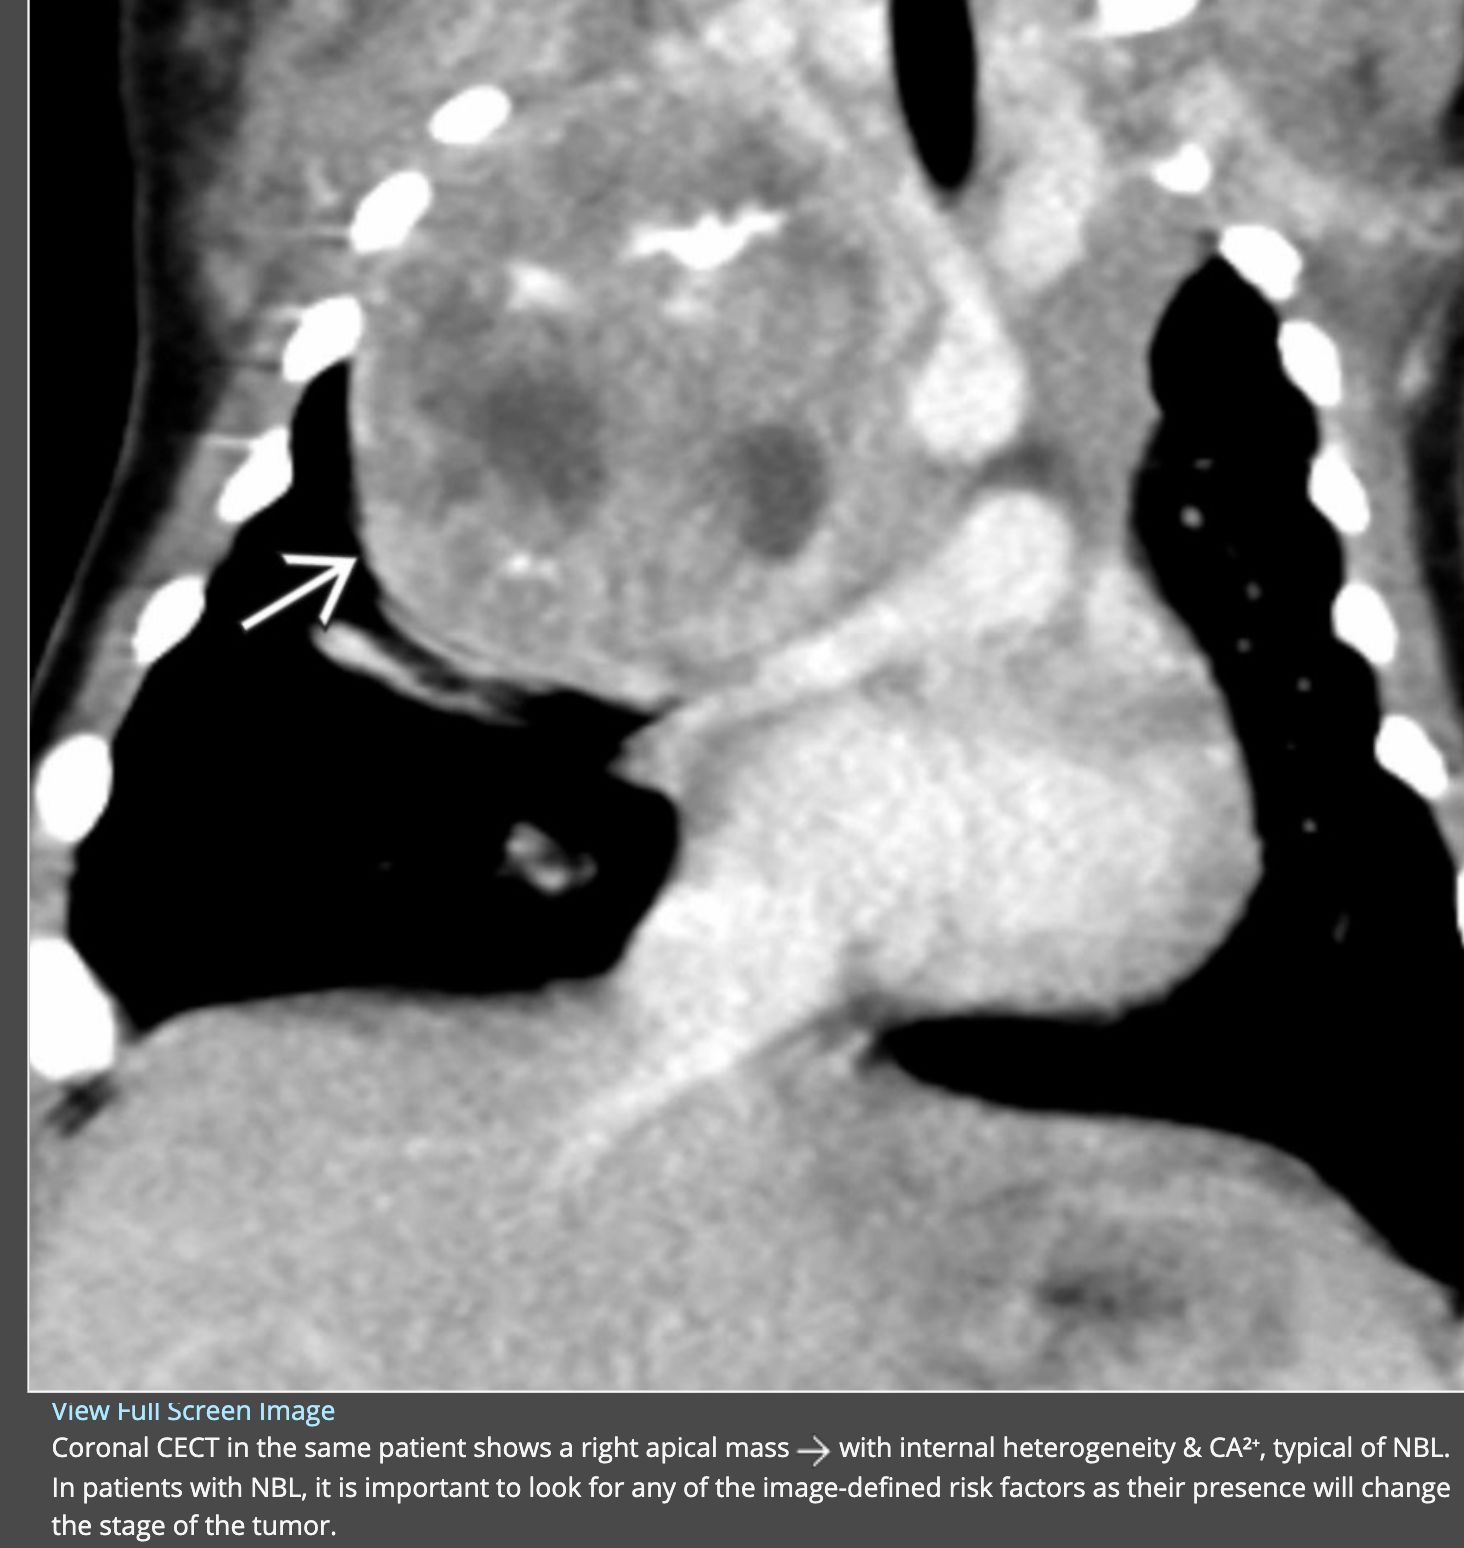 View Full Screen Image
Coronal CECT in the same patient shows a right apical mass → with internal heterogeneity & CA²⁺, typical of NBL.
In patients with NBL, it is important to look for any of the image-defined risk factors as their presence will change
the stage of the tumor.